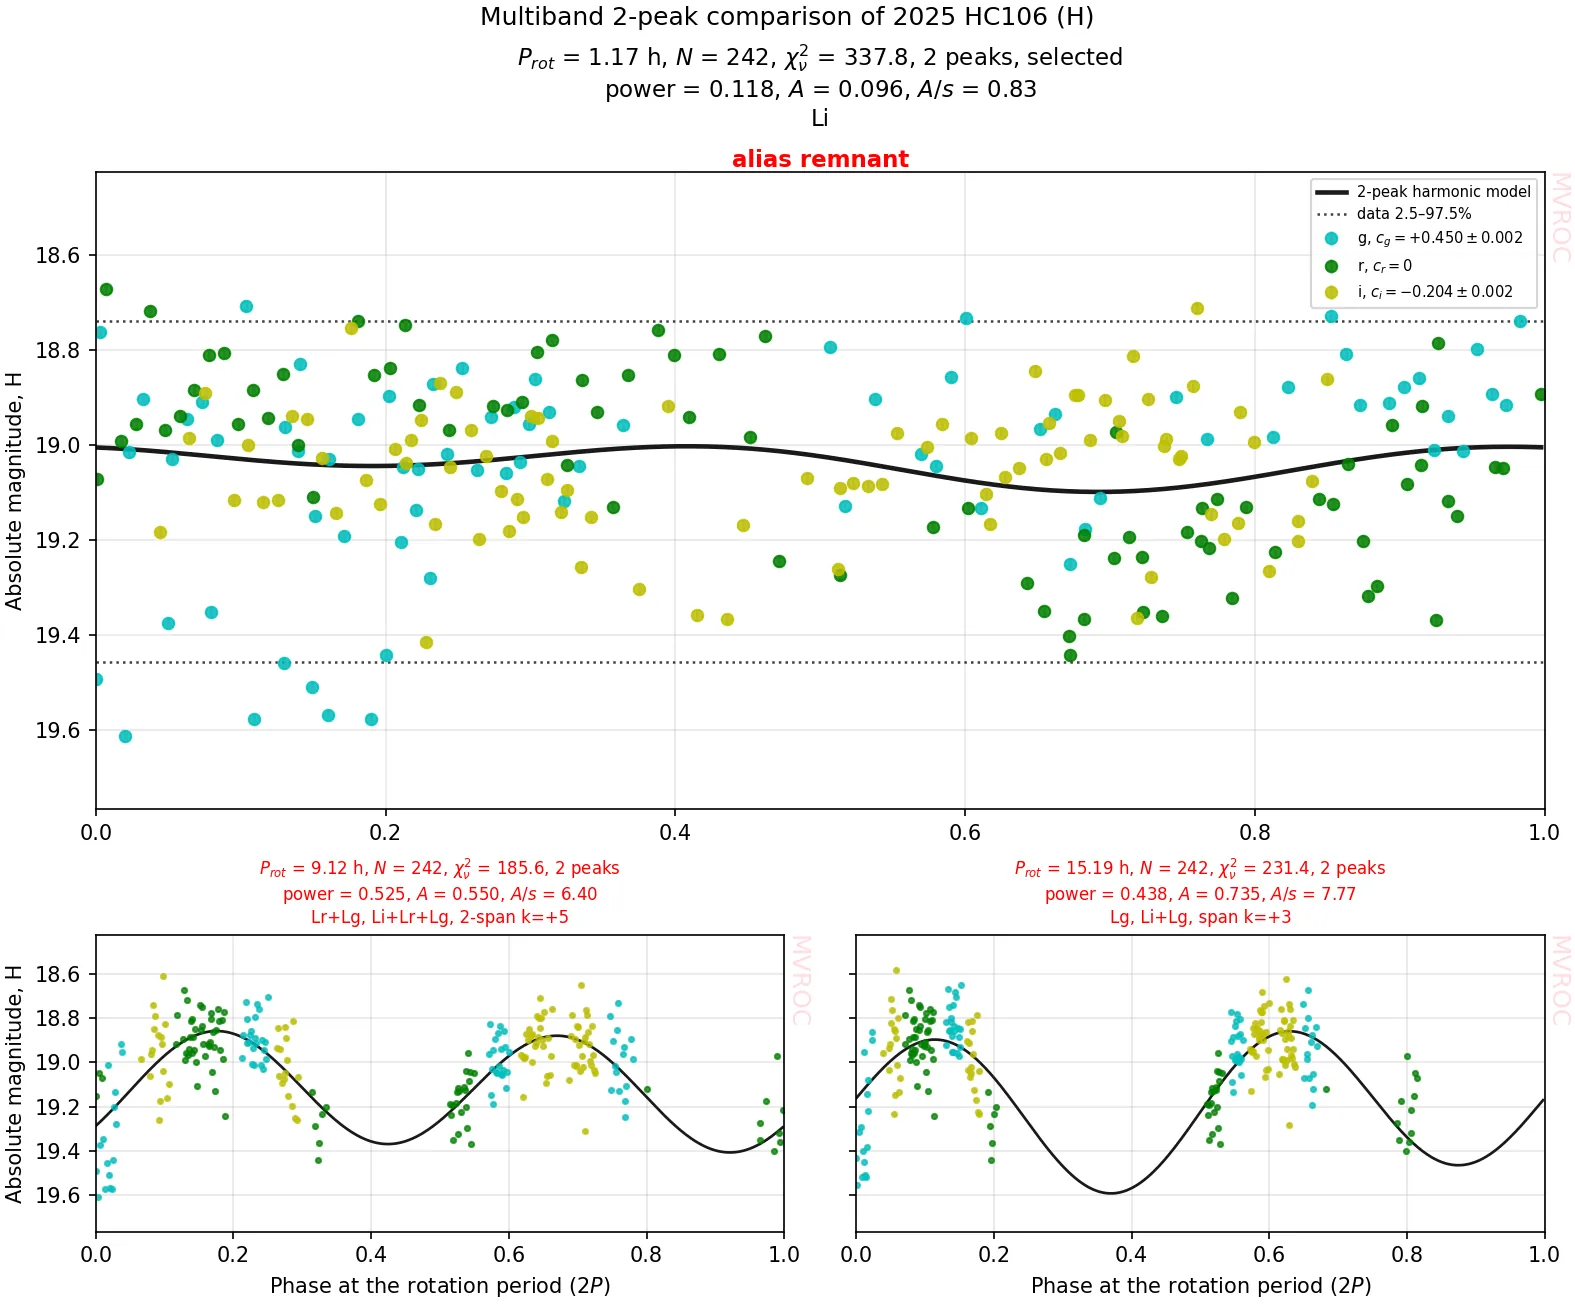 Multiband 2-peak comparison of 2025 HC106 (H)
P_rot = 1.17 h, N = 242, χ²_ν = 337.8, 2 peaks, selected
power = 0.118, A = 0.096, A/s = 0.83
Li
alias remnant
2-peak harmonic model
data 2.5–97.5%
g, c_g = +0.450 ± 0.002
r, c_r = 0
i, c_i = −0.204 ± 0.002
MVROC
Absolute magnitude, H
18.6
18.8
19.0
19.2
19.4
19.6
0.0 0.2 0.4 0.6 0.8 1.0
P_rot = 9.12 h, N = 242, χ²_ν = 185.6, 2 peaks
power = 0.525, A = 0.550, A/s = 6.40
Lr+Lg, Li+Lr+Lg, 2-span k=+5
MVROC
Absolute magnitude, H
18.6
18.8
19.0
19.2
19.4
19.6
0.0 0.2 0.4 0.6 0.8 1.0
Phase at the rotation period (2P)
P_rot = 15.19 h, N = 242, χ²_ν = 231.4, 2 peaks
power = 0.438, A = 0.735, A/s = 7.77
Lg, Li+Lg, span k=+3
MVROC
0.0 0.2 0.4 0.6 0.8 1.0
Phase at the rotation period (2P)